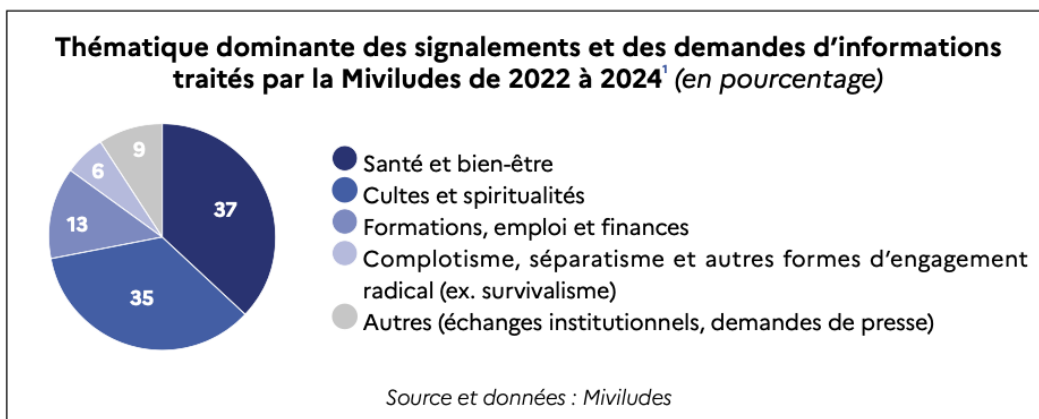 Thématique dominante des signalements et des demandes d’informations
traités par la Miviludes de 2022 à 2024¹ (en pourcentage)
9
6
13
37
35
Santé et bien-être
Cultes et spiritualités
Formations, emploi et finances
Complotisme, séparatisme et autres formes d’engagement
radical (ex. survivalisme)
Autres (échanges institutionnels, demandes de presse)
Source et données : Miviludes